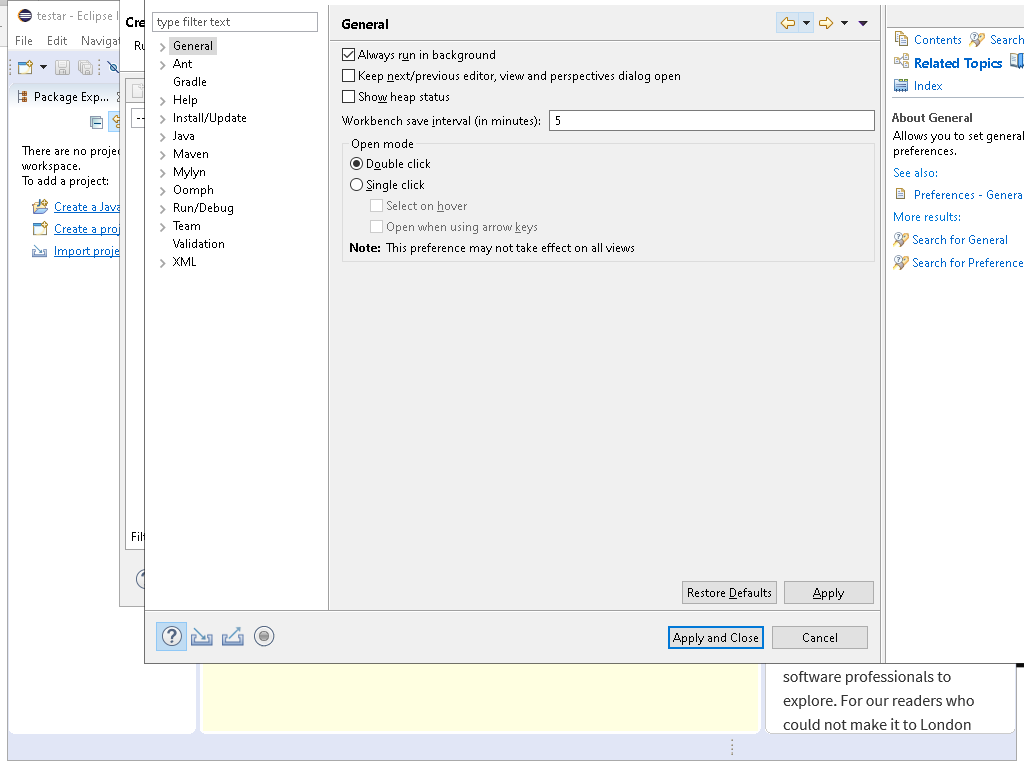 testar - Eclipse I
File Edit Navigat
Package Exp...
There are no projec
workspace.
To add a project:
Create a Java
Create a proj
Import proje
Cre
Ru
--
Filt
type filter text
General
Ant
Gradle
Help
Install/Update
Java
Maven
Mylyn
Oomph
Run/Debug
Team
Validation
XML
General
Always run in background
Keep next/previous editor, view and perspectives dialog open
Show heap status
Workbench save interval (in minutes): 5
Open mode
Double click
Single click
Select on hover
Open when using arrow keys
Note: This preference may not take effect on all views
Restore Defaults Apply
Apply and Close Cancel
Contents Search
Related Topics
Index
About General
Allows you to set general
preferences.
See also:
Preferences - Genera
More results:
Search for General
Search for Preference
software professionals to
explore. For our readers who
could not make it to London